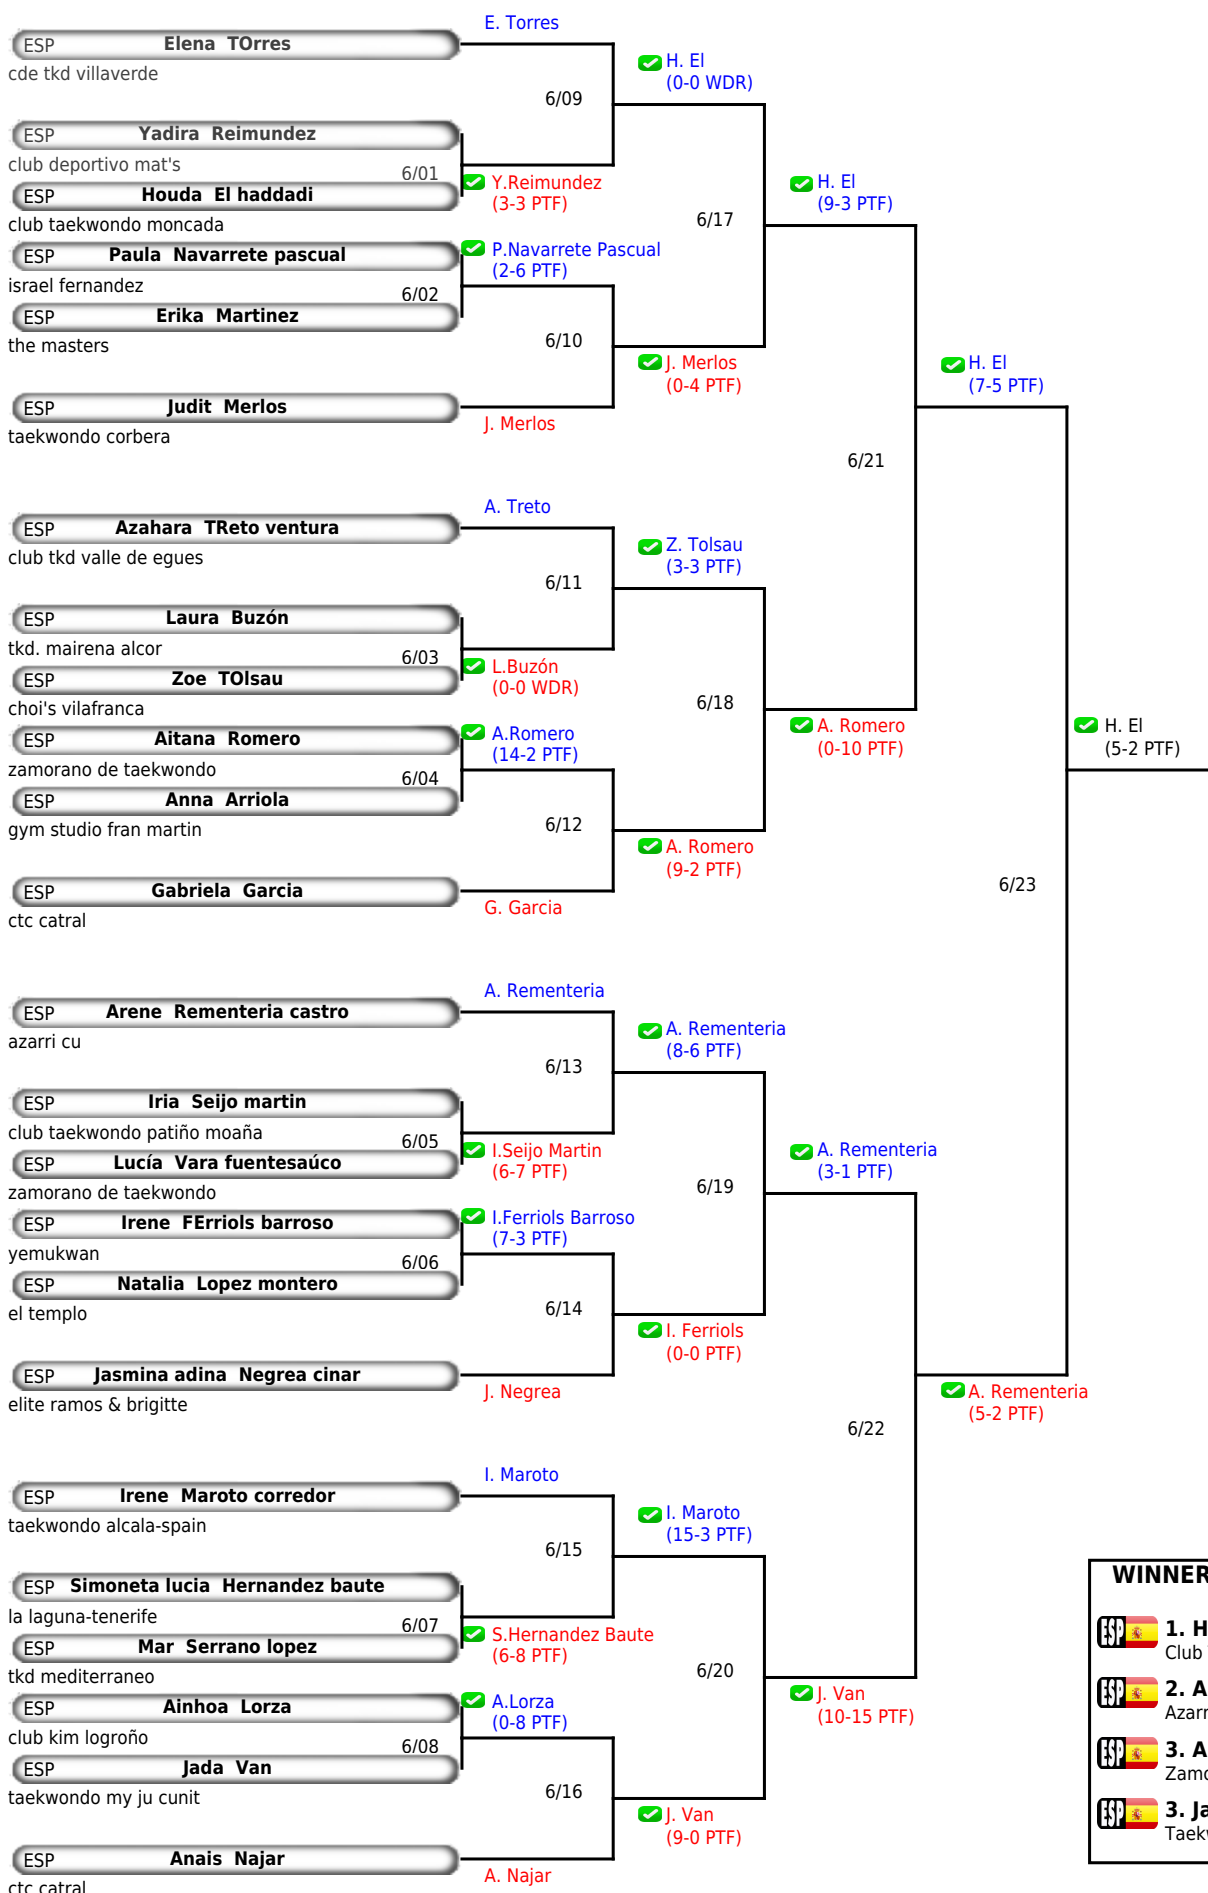 E. Torres
ESP Elena TOrres
cde tkd villaverde
H. El
(0-0 WDR)
6/09
ESP Yadira Reimundez
club deportivo mat's
6/01
Y.Reimundez
(3-3 PTF)
ESP Houda El haddadi
club taekwondo moncada
H. El
(9-3 PTF)
6/17
ESP Paula Navarrete pascual
israel fernandez
P.Navarrete Pascual
(2-6 PTF)
6/02
ESP Erika Martinez
the masters
6/10
J. Merlos
(0-4 PTF)
H. El
(7-5 PTF)
ESP Judit Merlos
taekwondo corbera
J. Merlos
6/21
A. Treto
ESP Azahara TReto ventura
club tkd valle de egues
Z. Tolsau
(3-3 PTF)
6/11
ESP Laura Buzón
tkd. mairena alcor
6/03
L.Buzón
(0-0 WDR)
ESP Zoe TOlsau
choi's vilafranca
6/18
A. Romero
(0-10 PTF)
H. El
(5-2 PTF)
ESP Aitana Romero
zamorano de taekwondo
A.Romero
(14-2 PTF)
6/04
ESP Anna Arriola
gym studio fran martin
6/12
A. Romero
(9-2 PTF)
6/23
ESP Gabriela Garcia
ctc catral
G. Garcia
A. Rementeria
ESP Arene Rementeria castro
azarri cu
A. Rementeria
(8-6 PTF)
6/13
ESP Iria Seijo martin
club taekwondo patiño moaña
6/05
I.Seijo Martin
(6-7 PTF)
ESP Lucía Vara fuentesaúco
zamorano de taekwondo
A. Rementeria
(3-1 PTF)
6/19
ESP Irene FErriols barroso
yemukwan
I.Ferriols Barroso
(7-3 PTF)
6/06
ESP Natalia Lopez montero
el templo
6/14
I. Ferriols
(0-0 PTF)
ESP Jasmina adina Negrea cinar
elite ramos & brigitte
J. Negrea
A. Rementeria
(5-2 PTF)
6/22
I. Maroto
ESP Irene Maroto corredor
taekwondo alcala-spain
I. Maroto
(15-3 PTF)
6/15
ESP Simoneta lucia Hernandez baute
la laguna-tenerife
6/07
S.Hernandez Baute
(6-8 PTF)
ESP Mar Serrano lopez
tkd mediterraneo
6/20
J. Van
(10-15 PTF)
ESP Ainhoa Lorza
club kim logroño
A.Lorza
(0-8 PTF)
6/08
ESP Jada Van
taekwondo my ju cunit
6/16
J. Van
(9-0 PTF)
ESP Anais Najar
ctc catral
A. Najar
WINNER
ESP 1. H
Club
ESP 2. A
Azarr
ESP 3. A
Zamo
ESP 3. Ja
Taekw